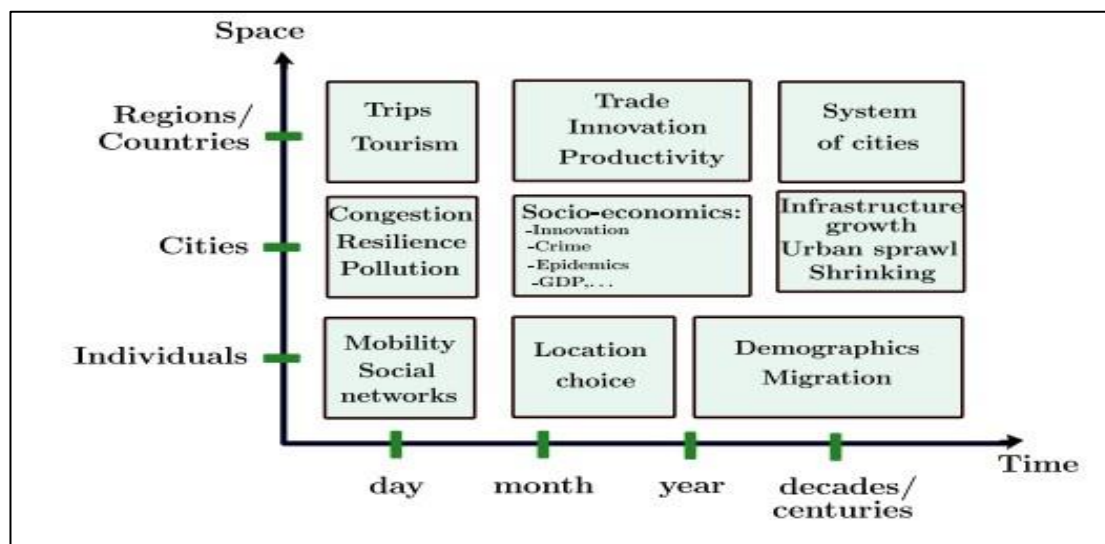 Space
Regions/
Countries
Trips
Tourism
Trade
Innovation
Productivity
System
of cities
Cities
Congestion
Resilience
Pollution
Socio-economics:
-Innovation
-Crime
-Epidemics
-GDP,...
Infrastructure
growth
Urban sprawl
Shrinking
Individuals
Mobility
Social
networks
Location
choice
Demographics
Migration
Time
day
month
year
decades/
centuries